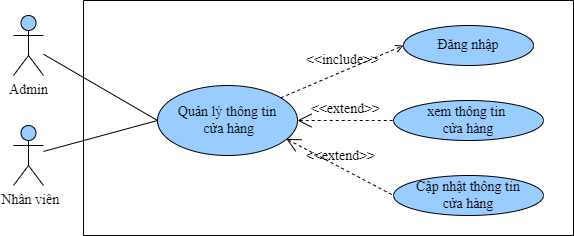 Admin
Nhân viên
Quản lý thông tin
cửa hàng
<<include>>
Đăng nhập
<<extend>>
xem thông tin
cửa hàng
<<extend>>
Cập nhật thông tin
cửa hàng